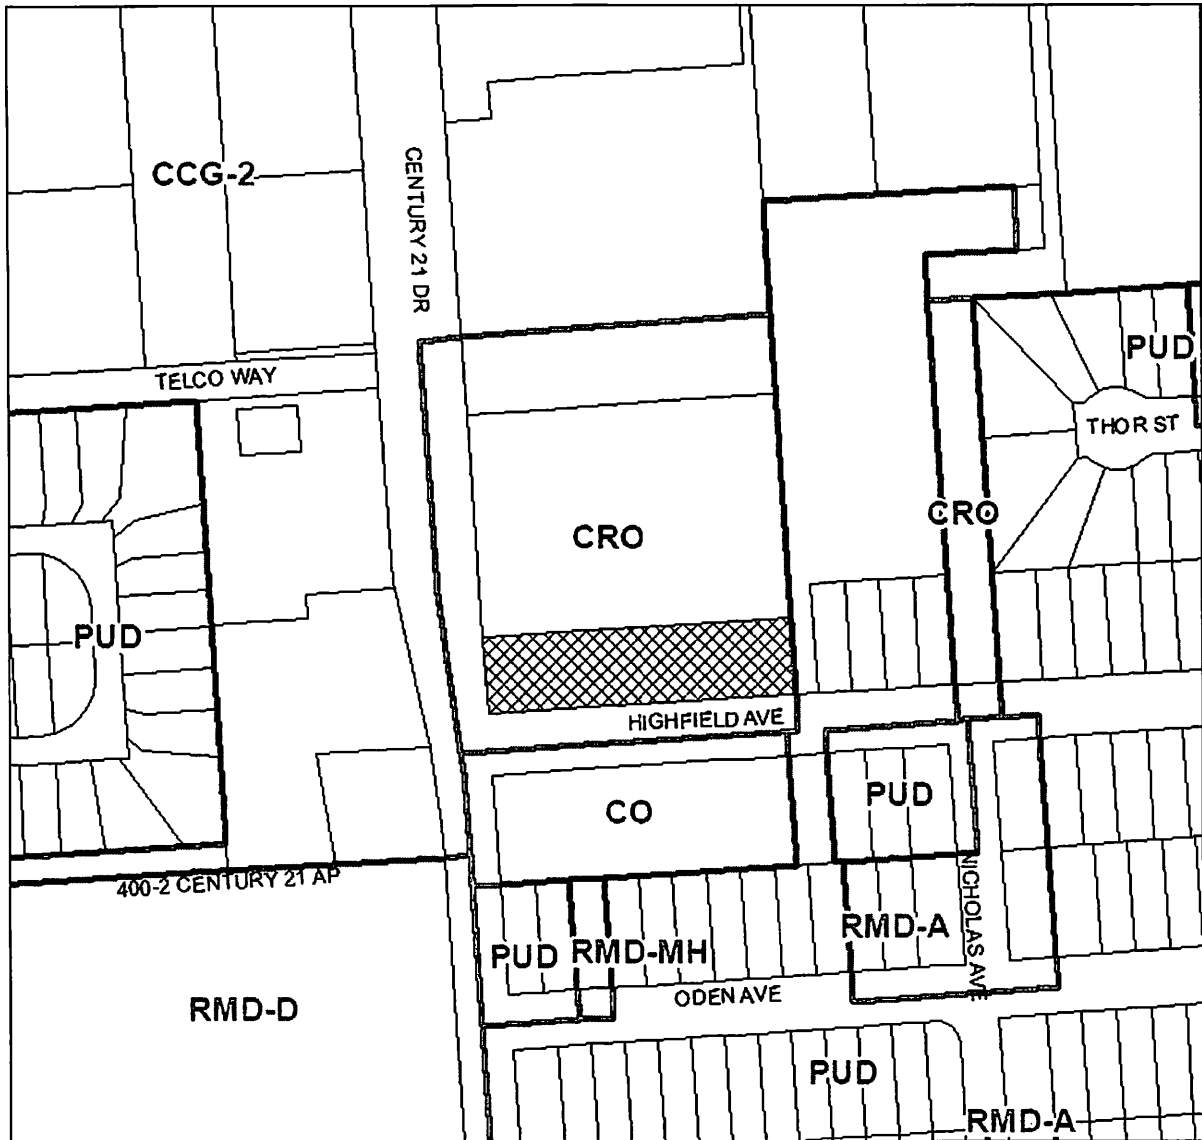 CCG-2
CENTURY 21 DR
TELCO WAY
PUD
THOR ST
CRO
CRO
PUD
HIGHFIELD AVE
PUD
CO
400-2 CENTURY 21 AP
NICHOLAS AVE
RMD-A
PUD
RMD-MH
ODEN AVE
RMD-D
PUD
RMD-A